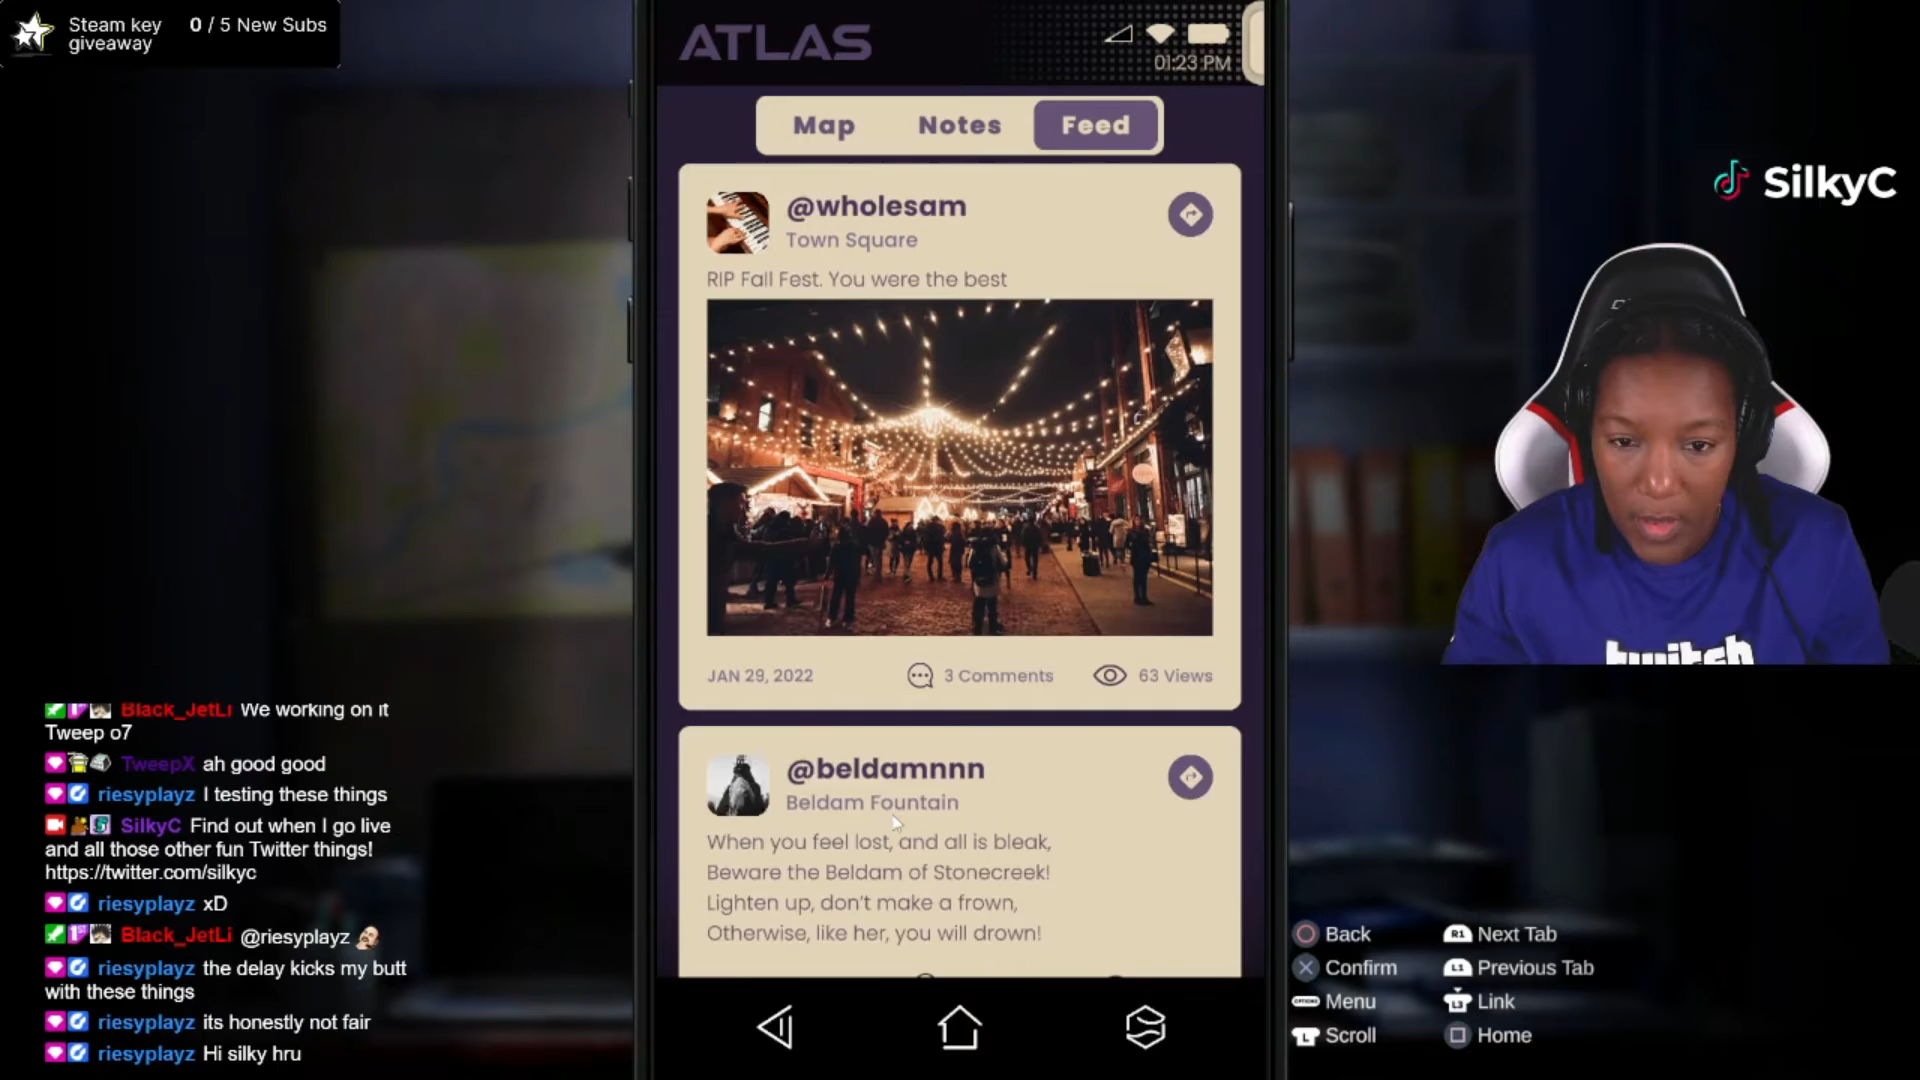 Steam key
giveaway
0 / 5 New Subs
ATLAS
01:23 PM
Map
Notes
Feed
@wholesam
Town Square
RIP Fall Fest. You were the best
JAN 29, 2022
3 Comments
63 Views
@beldamnnn
Beldam Fountain
When you feel lost, and all is bleak,
Beware the Beldam of Stonecreek!
Lighten up, don't make a frown,
Otherwise, like her, you will drown!
SilkyC
twitch
Black_JetLi We working on it
Tweep o7
TweepX ah good good
riesyplayz I testing these things
SilkyC Find out when I go live
and all those other fun Twitter things!
https://twitter.com/silkyc
riesyplayz xD
Black_JetLi @riesyplayz
riesyplayz the delay kicks my butt
with these things
riesyplayz its honestly not fair
riesyplayz Hi silky hru
Back
R1 Next Tab
Confirm
L1 Previous Tab
OPTIONS Menu
L3 Link
L Scroll
Home